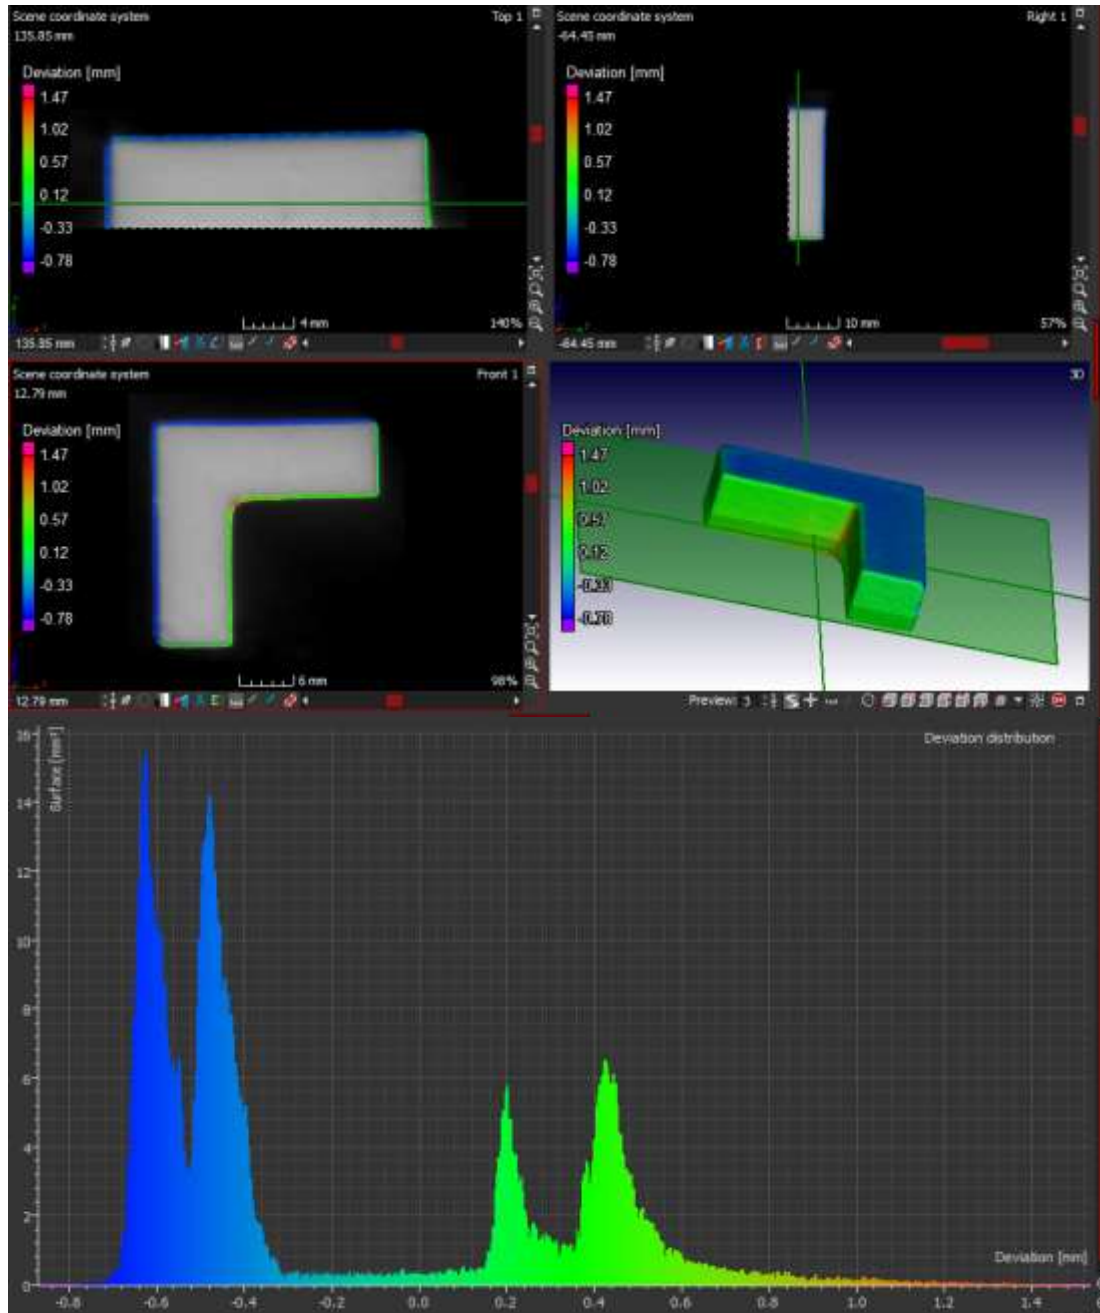 Scene coordinate system
Top 1
135.85 mm
Deviation [mm]
1.47
1.02
0.57
0.12
-0.33
-0.78
4 mm
140%
135.85 mm
Scene coordinate system
Right 1
-64.45 mm
Deviation [mm]
1.47
1.02
0.57
0.12
-0.33
-0.78
10 mm
57%
-64.45 mm
Scene coordinate system
Front 1
12.79 mm
Deviation [mm]
1.47
1.02
0.57
0.12
-0.33
-0.78
6 mm
98%
12.79 mm
3D
Deviation [mm]
1.47
1.02
0.57
0.12
-0.33
-0.78
Preview: 3
Deviation distribution
Surface [mm²]
16
14
12
10
8
6
4
2
0
Deviation [mm]
-0.8
-0.6
-0.4
-0.2
0.0
0.2
0.4
0.6
0.8
1.0
1.2
1.4